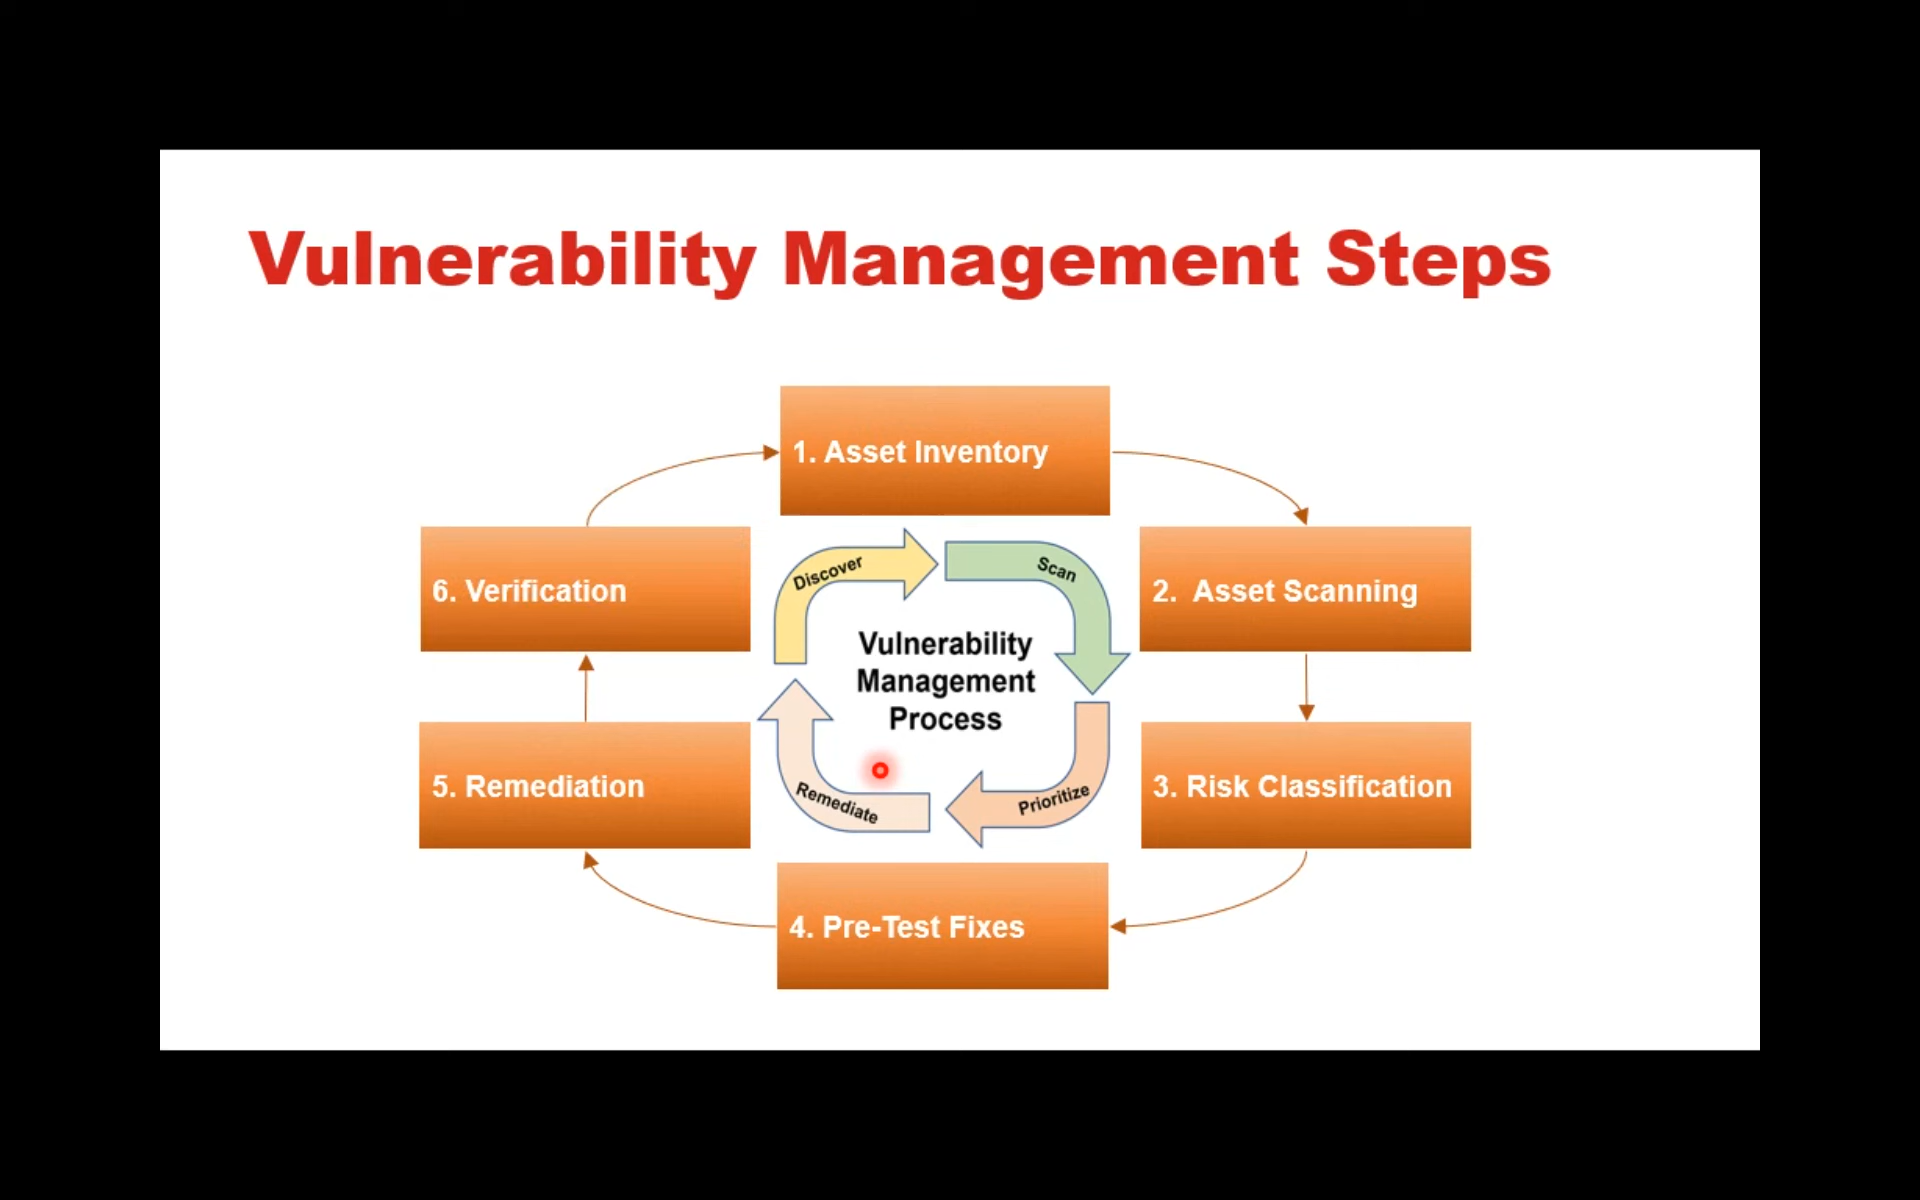 Vulnerability Management Steps
1. Asset Inventory
6. Verification
Discover
Scan
2.  Asset Scanning
Vulnerability
Management
Process
5. Remediation
Remediate
Prioritize
3. Risk Classification
4. Pre-Test Fixes